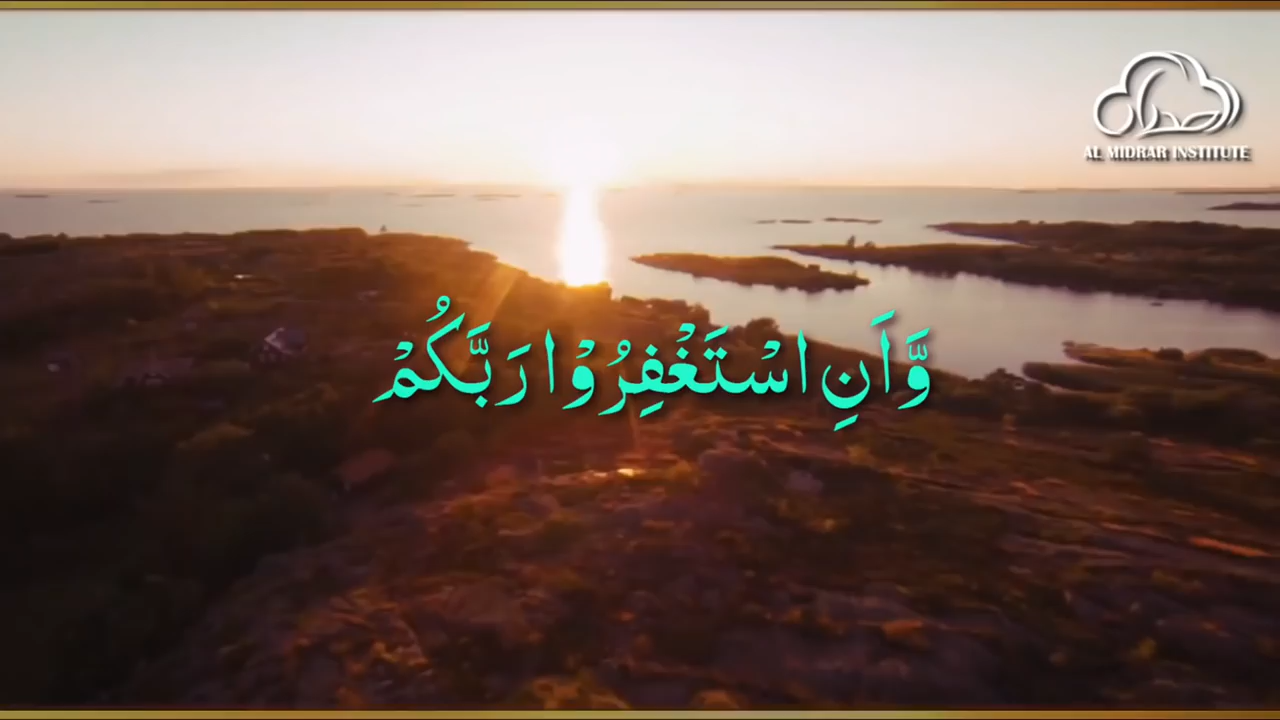 AL MIDRAR INSTITUTE
وَّاَنِ اسْتَغْفِرُوْا رَبَّكُمْ